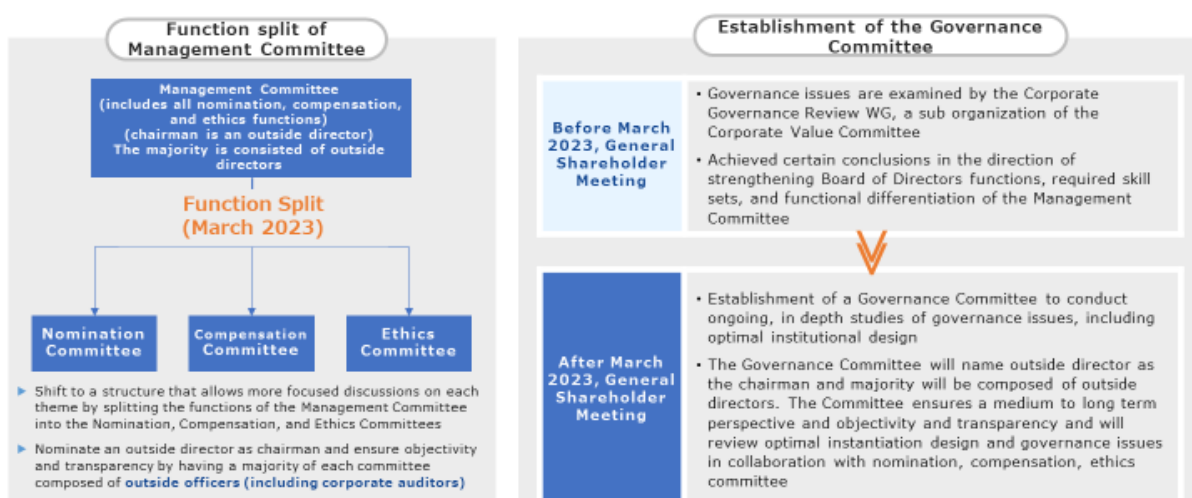 Function split of
Management Committee
Management Committee
(includes all nomination, compensation,
and ethics functions)
(chairman is an outside director)
The majority is consisted of outside
directors
Function Split
(March 2023)
Nomination
Committee
Compensation
Committee
Ethics
Committee
Shift to a structure that allows more focused discussions on each
theme by splitting the functions of the Management Committee
into the Nomination, Compensation, and Ethics Committees
Nominate an outside director as chairman and ensure objectivity
and transparency by having a majority of each committee
composed of outside officers (including corporate auditors)
Establishment of the Governance
Committee
Before March
2023, General
Shareholder
Meeting
• Governance issues are examined by the Corporate
Governance Review WG, a sub organization of the
Corporate Value Committee
• Achieved certain conclusions in the direction of
strengthening Board of Directors functions, required skill
sets, and functional differentiation of the Management
Committee
After March
2023, General
Shareholder
Meeting
• Establishment of a Governance Committee to conduct
ongoing, in depth studies of governance issues, including
optimal institutional design
• The Governance Committee will name outside director as
the chairman and majority will be composed of outside
directors. The Committee ensures a medium to long term
perspective and objectivity and transparency and will
review optimal instantiation design and governance issues
in collaboration with nomination, compensation, ethics
committee